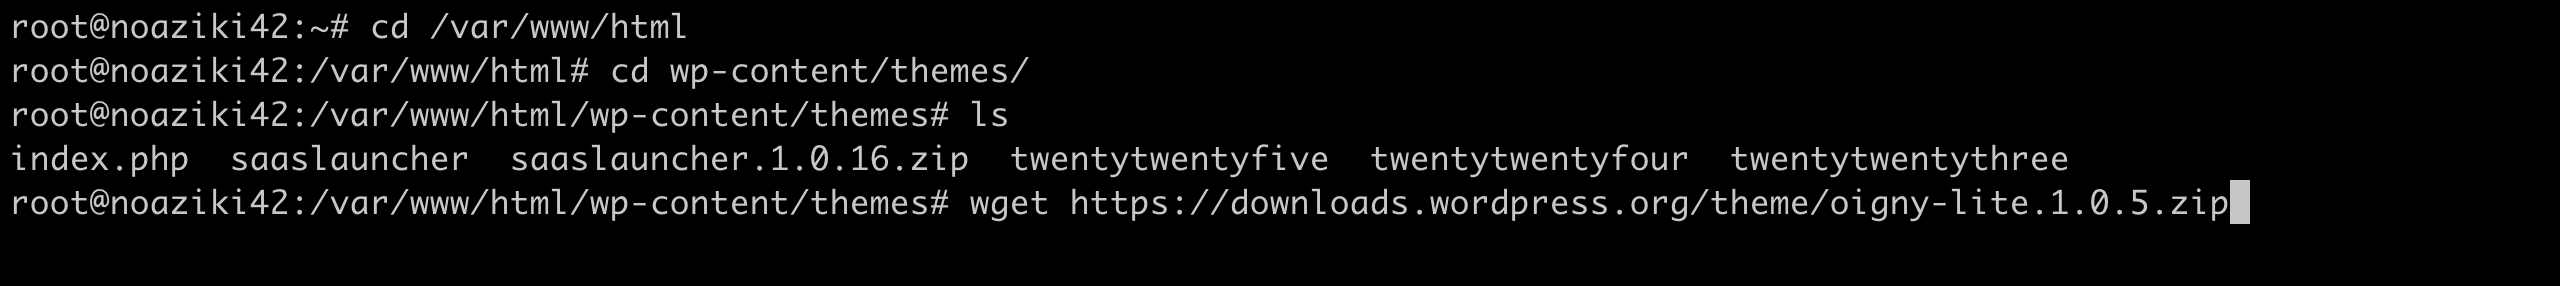 root@noaziki42:~# cd /var/www/html
root@noaziki42:/var/www/html# cd wp-content/themes/
root@noaziki42:/var/www/html/wp-content/themes# ls
index.php  saaslauncher  saaslauncher.1.0.16.zip  twentytwentyfive  twentytwentyfour  twentytwentythree
root@noaziki42:/var/www/html/wp-content/themes# wget https://downloads.wordpress.org/theme/oigny-lite.1.0.5.zip